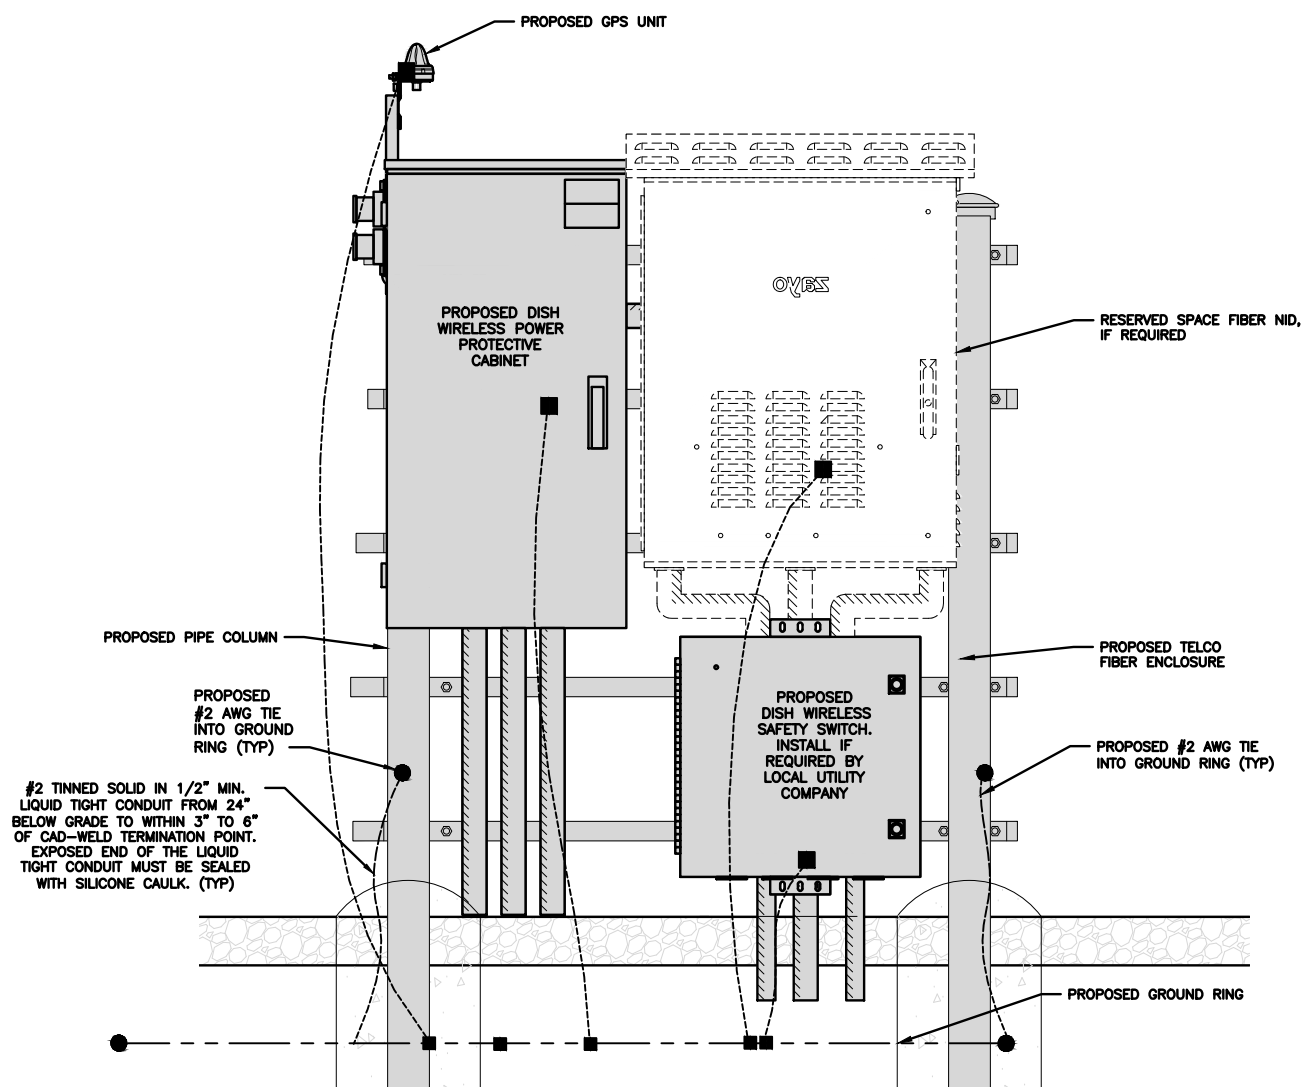 PROPOSED GPS UNIT
zayo
PROPOSED DISH
WIRELESS POWER
PROTECTIVE
CABINET
RESERVED SPACE FIBER NID,
IF REQUIRED
PROPOSED PIPE COLUMN
PROPOSED TELCO
FIBER ENCLOSURE
PROPOSED
#2 AWG TIE
INTO GROUND
RING (TYP)
PROPOSED
DISH WIRELESS
SAFETY SWITCH.
INSTALL IF
REQUIRED BY
LOCAL UTILITY
COMPANY
PROPOSED #2 AWG TIE
INTO GROUND RING (TYP)
#2 TINNED SOLID IN 1/2" MIN.
LIQUID TIGHT CONDUIT FROM 24"
BELOW GRADE TO WITHIN 3" TO 6"
OF CAD-WELD TERMINATION POINT.
EXPOSED END OF THE LIQUID
TIGHT CONDUIT MUST BE SEALED
WITH SILICONE CAULK. (TYP)
PROPOSED GROUND RING